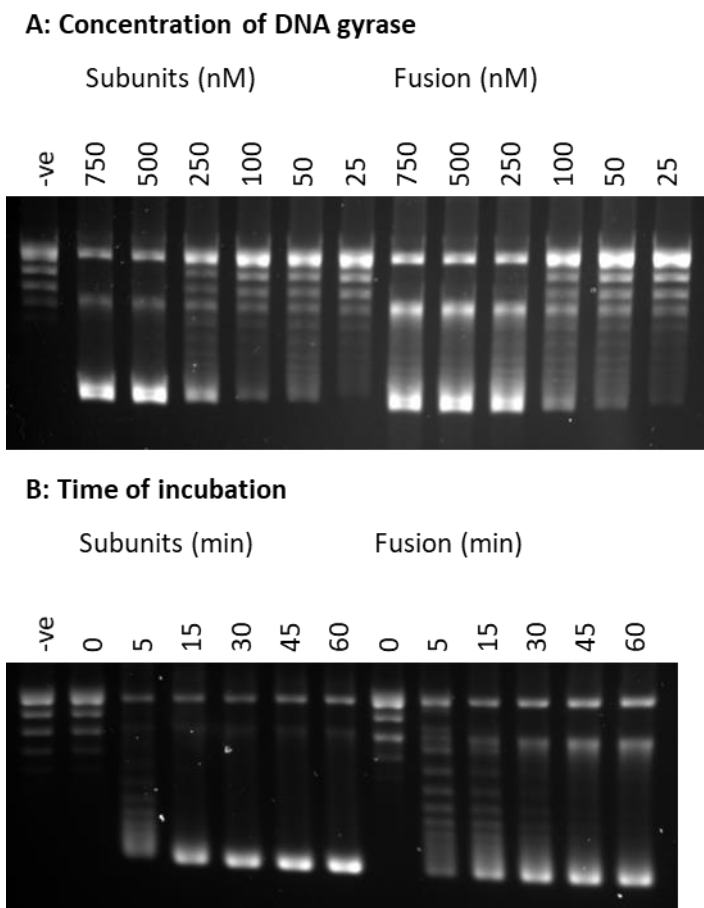 A: Concentration of DNA gyrase
Subunits (nM) Fusion (nM)
-ve 750 500 250 100 50 25 750 500 250 100 50 25
B: Time of incubation
Subunits (min) Fusion (min)
-ve 0 5 15 30 45 60 0 5 15 30 45 60